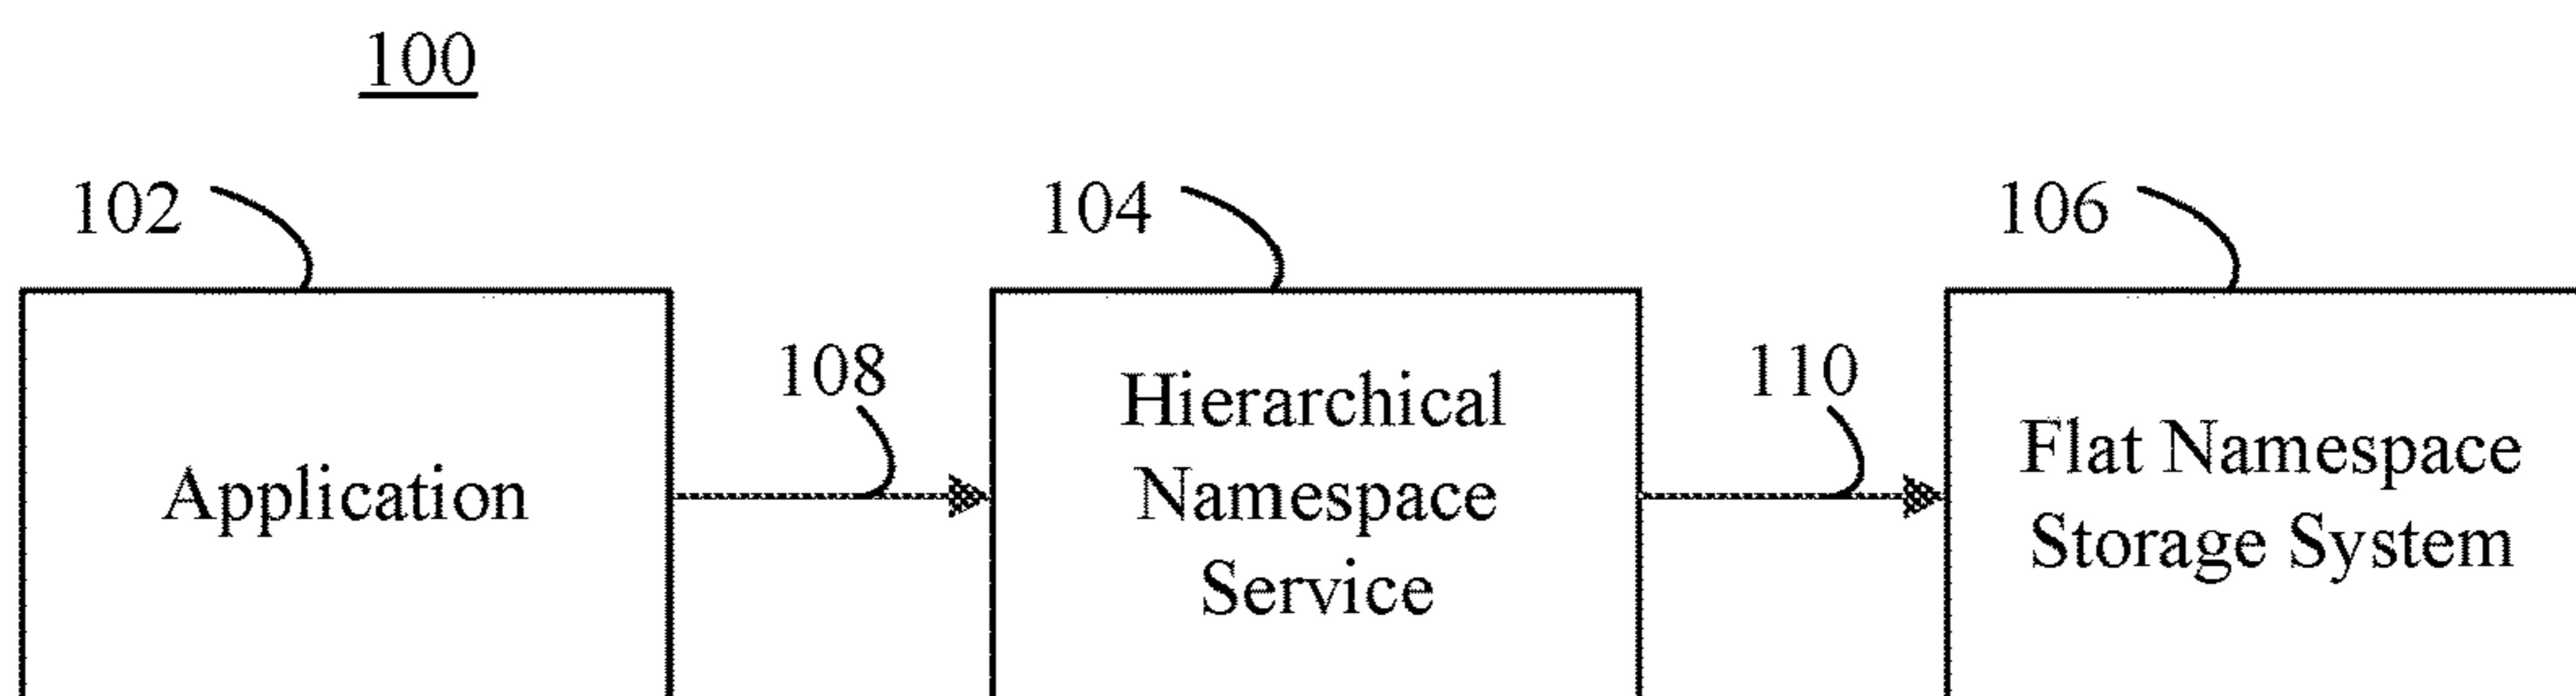 100
102
104
106
108
110
Application
Hierarchical
Namespace
Service
Flat Namespace
Storage System